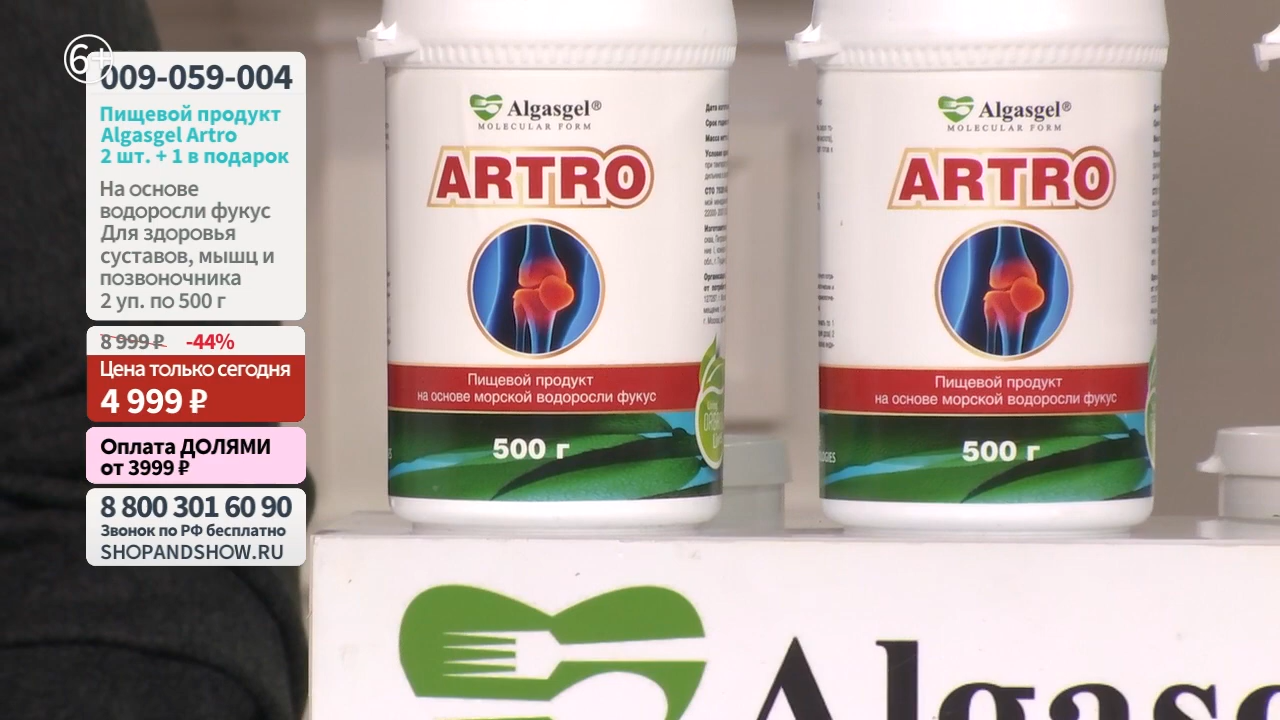 6+
009-059-004
Пищевой продукт
Algasgel Artro
2 шт. + 1 в подарок
На основе
водоросли фукус
Для здоровья
суставов, мышц и
позвоночника
2 уп. по 500 г
8 999 ₽ -44%
Цена только сегодня
4 999 ₽
Оплата ДОЛЯМИ
от 3999 ₽
8 800 301 60 90
Звонок по РФ бесплатно
SHOPANDSHOW.RU
Algasgel®
MOLECULAR FORM
ARTRO
Пищевой продукт
на основе морской водоросли фукус
500 г
Algasgel®
MOLECULAR FORM
ARTRO
Пищевой продукт
на основе морской водоросли фукус
500 г